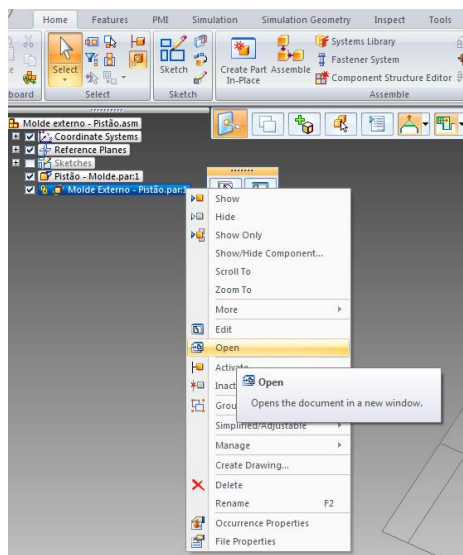 Home Features PMI Simulation Simulation Geometry Inspect Tools
Systems Library
Fastener System
Select Sketch Create Part Assemble Component Structure Editor
In-Place
board Select Sketch Assemble
Molde externo - Pistão.asm
Coordinate Systems
Reference Planes
Sketches
Pistão - Molde.par:1
Molde Externo - Pistão.par:1
Show
Hide
Show Only
Show/Hide Component...
Scroll To
Zoom To
More
Edit
Open
Activate
Inact
Open
Grou
Opens the document in a new window.
Simplified/Adjustable
Manage
Create Drawing...
Delete
Rename F2
Occurrence Properties
File Properties